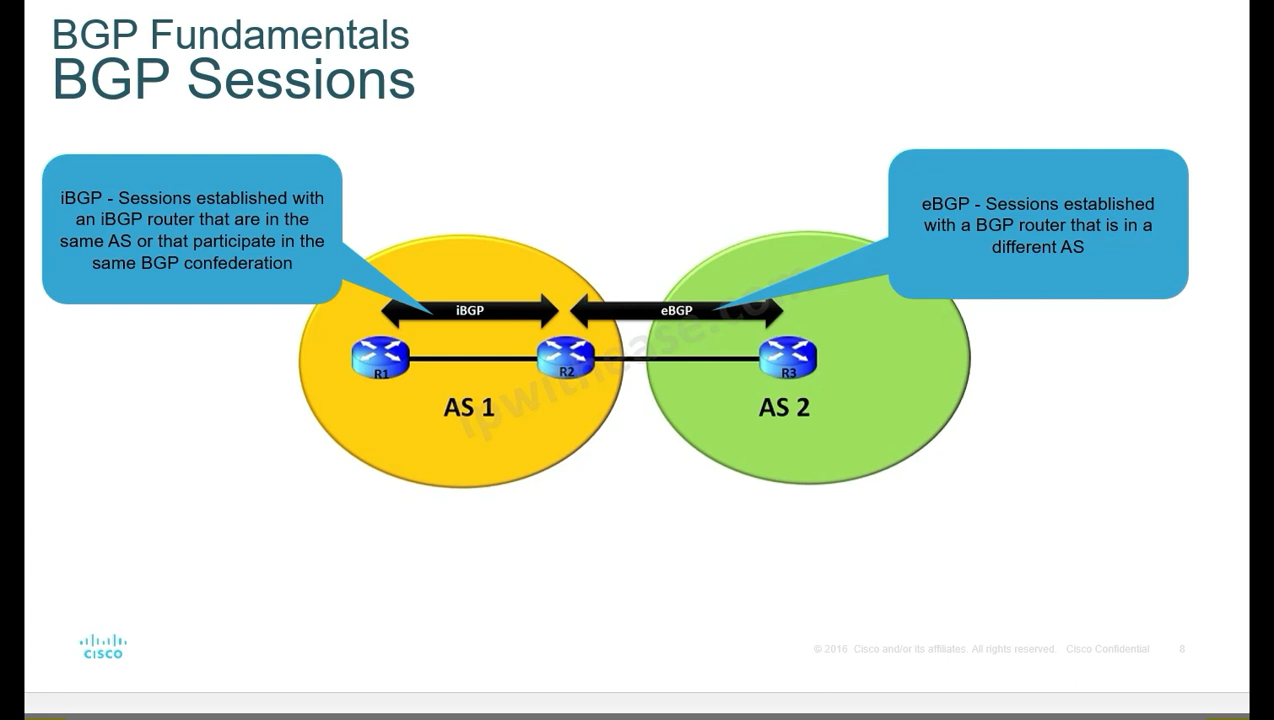 BGP Fundamentals
BGP Sessions
iBGP - Sessions established with
an iBGP router that are in the
same AS or that participate in the
same BGP confederation
eBGP - Sessions established
with a BGP router that is in a
different AS
iBGP
eBGP
R1
R2
R3
AS 1
AS 2
ipwithease.com
CISCO
© 2016 Cisco and/or its affiliates. All rights reserved. Cisco Confidential
8